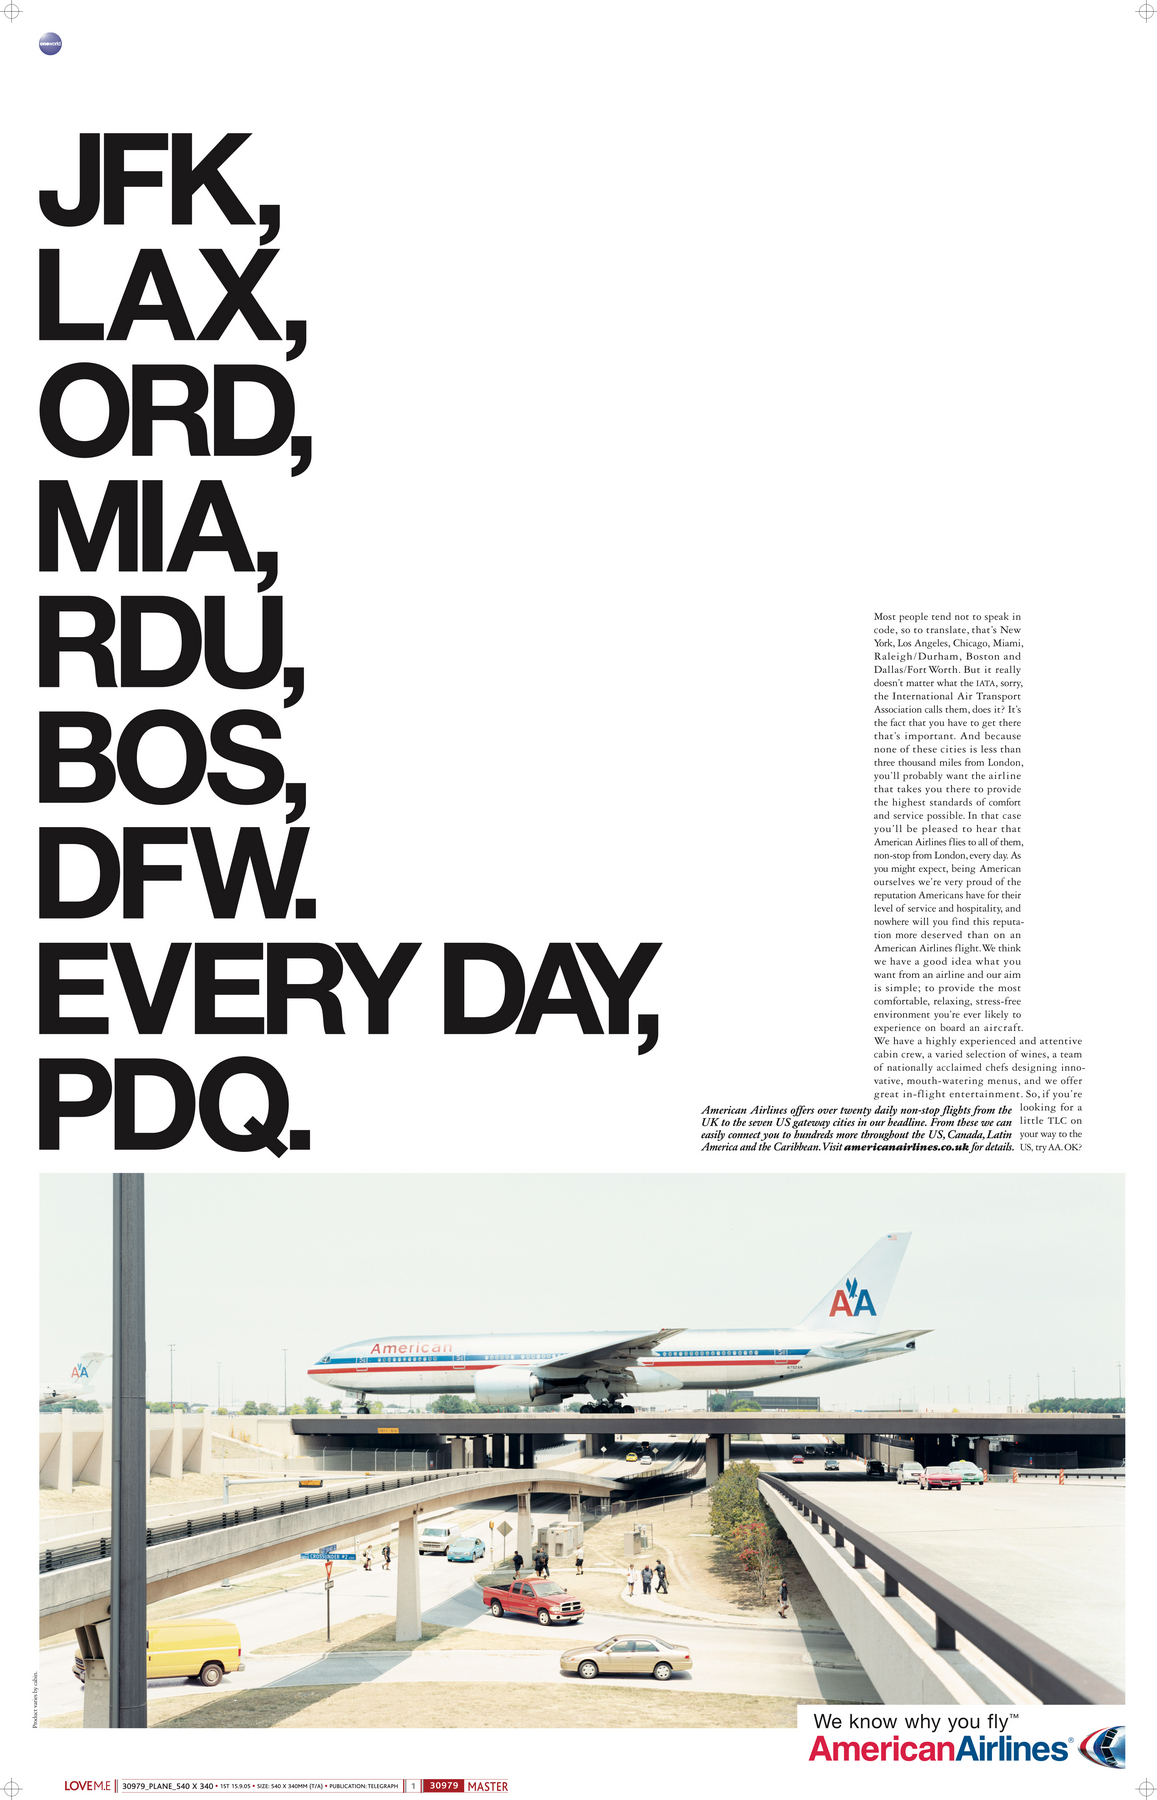 oneworld
JFK,
LAX,
ORD,
MIA,
RDU,
BOS,
DFW.
EVERY DAY,
PDQ.
Most people tend not to speak in
code, so to translate, that's New
York, Los Angeles, Chicago, Miami,
Raleigh/Durham, Boston and
Dallas/Fort Worth. But it really
doesn't matter what the IATA, sorry,
the International Air Transport
Association calls them, does it? It's
the fact that you have to get there
that's important. And because
none of these cities is less than
three thousand miles from London,
you'll probably want the airline
that takes you there to provide
the highest standards of comfort
and service possible. In that case
you'll be pleased to hear that
American Airlines flies to all of them,
non-stop from London, every day. As
you might expect, being American
ourselves we're very proud of the
reputation Americans have for their
level of service and hospitality, and
nowhere will you find this reputa-
tion more deserved than on an
American Airlines flight. We think
we have a good idea what you
want from an airline and our aim
is simple; to provide the most
comfortable, relaxing, stress-free
environment you're ever likely to
experience on board an aircraft.
We have a highly experienced and attentive
cabin crew, a varied selection of wines, a team
of nationally acclaimed chefs designing inno-
vative, mouth-watering menus, and we offer
great in-flight entertainment. So, if you're
looking for a
little TLC on
your way to the
US, try AA. OK?
American Airlines offers over twenty daily non-stop flights from the
UK to the seven US gateway cities in our headline. From these we can
easily connect you to hundreds more throughout the US, Canada, Latin
America and the Caribbean. Visit americanairlines.co.uk for details.
AA
American
AA
CROSSUNDER #2
Product varies by cabin.
We know why you fly™
AmericanAirlines®
LOVEM.E 30979_PLANE_540 X 340 • 1ST 15.9.05 • SIZE: 540 X 340MM (T/A) • PUBLICATION: TELEGRAPH 1 30979 MASTER